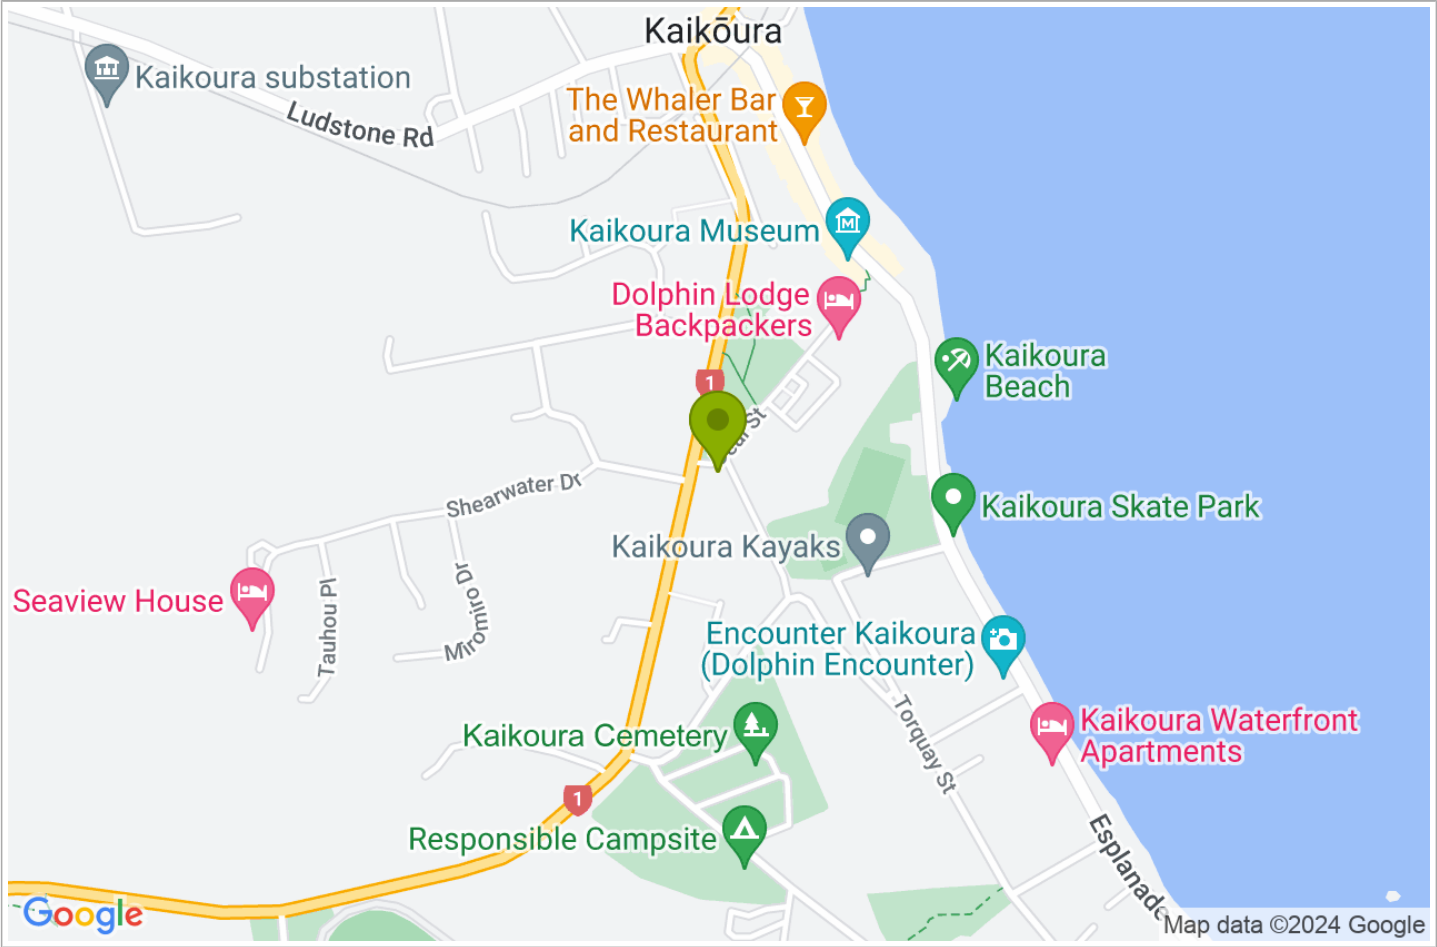 Kaikōura
Kaikoura substation
Ludstone Rd
The Whaler Bar
and Restaurant
Kaikoura Museum
Dolphin Lodge
Backpackers
Kaikoura
Beach
1
St
Shearwater Dr
Kaikoura Skate Park
Kaikoura Kayaks
Seaview House
Tauhou Pl
Miromiro Dr
Encounter Kaikoura
(Dolphin Encounter)
Torquay St
Kaikoura Waterfront
Apartments
Kaikoura Cemetery
1
Responsible Campsite
Esplanade
Google
Map data ©2024 Google